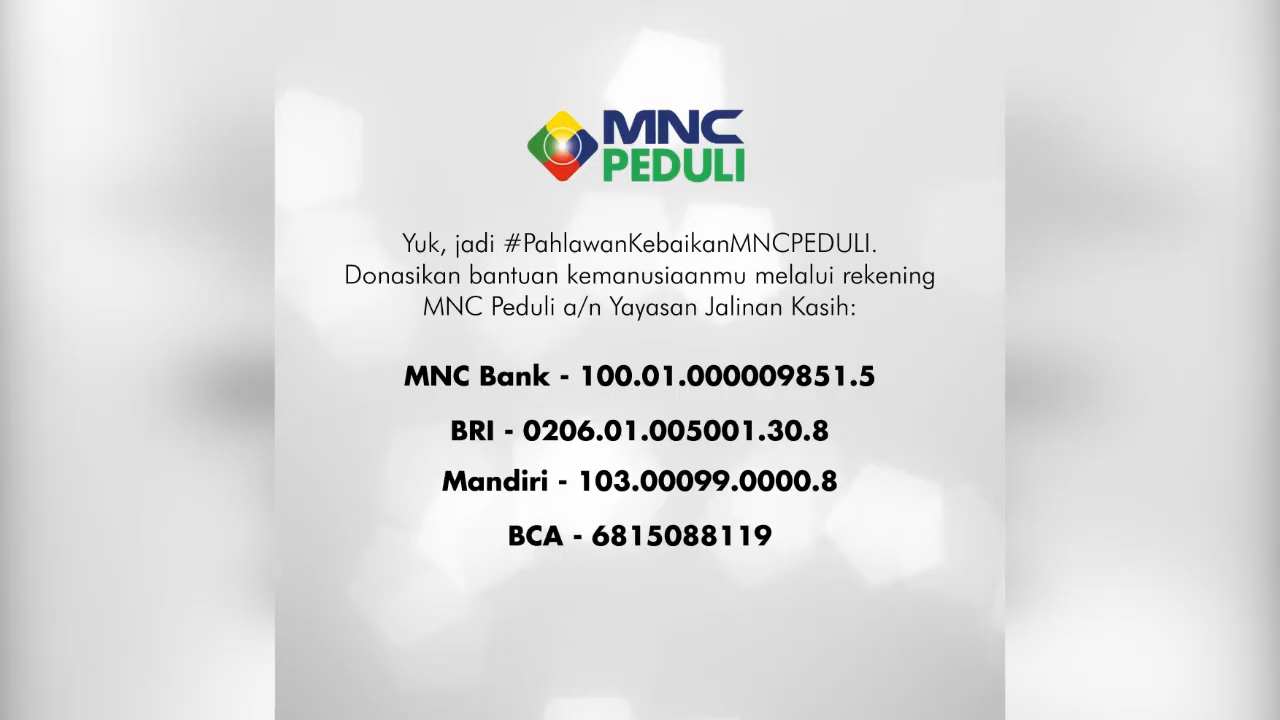 MNC
PEDULI
Yuk, jadi #PahlawanKebaikanMNCPEDULI.
Donasikan bantuan kemanusiaanmu melalui rekening
MNC Peduli a/n Yayasan Jalinan Kasih:
MNC Bank - 100.01.000009851.5
BRI - 0206.01.005001.30.8
Mandiri - 103.00099.0000.8
BCA - 6815088119